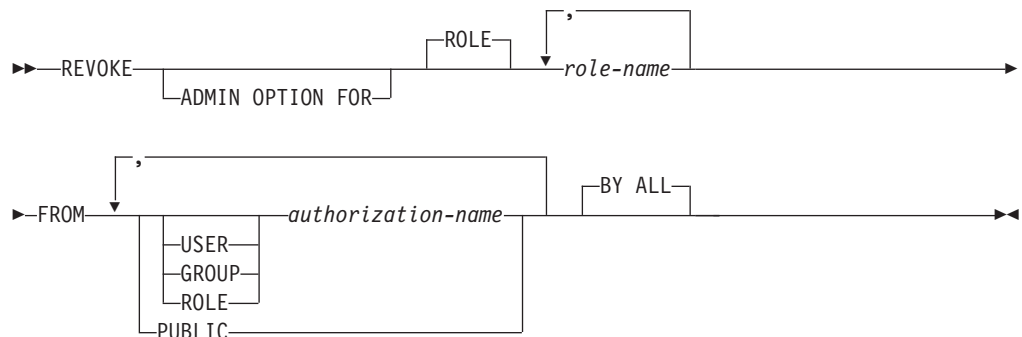 ,
ROLE
REVOKE role-name
ADMIN OPTION FOR
,
BY ALL
FROM authorization-name
USER
GROUP
ROLE
PUBLIC